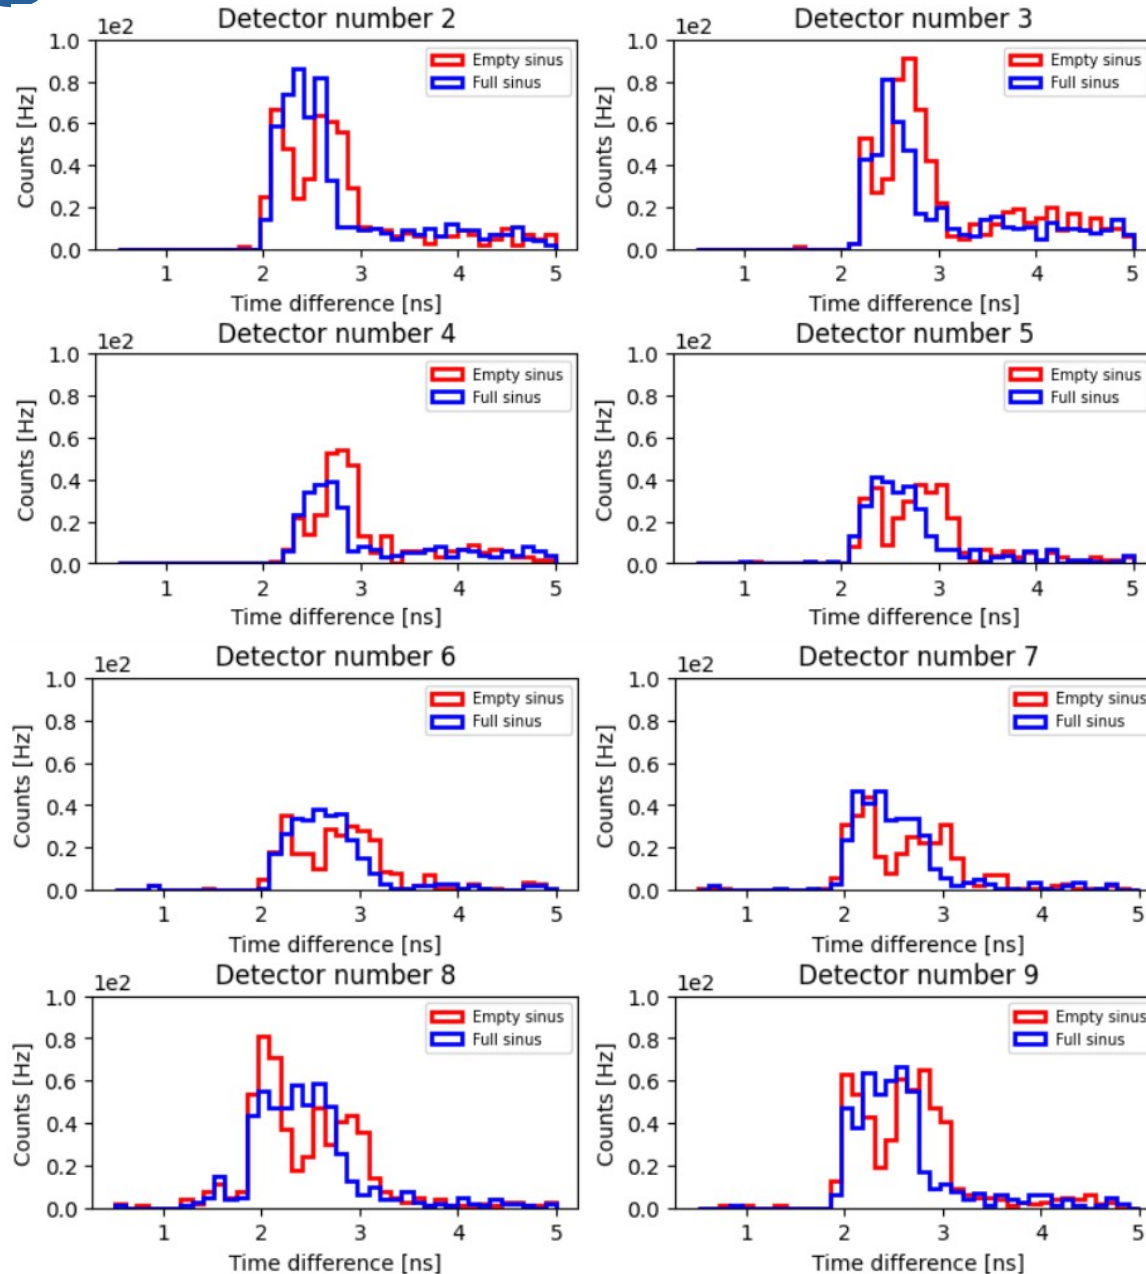 Detector number 2
1e2
Counts [Hz]
1.0
0.8
0.6
0.4
0.2
0.0
Empty sinus
Full sinus
1 2 3 4 5
Time difference [ns]
Detector number 3
1e2
Counts [Hz]
1.0
0.8
0.6
0.4
0.2
0.0
Empty sinus
Full sinus
1 2 3 4 5
Time difference [ns]
Detector number 4
1e2
Counts [Hz]
1.0
0.8
0.6
0.4
0.2
0.0
Empty sinus
Full sinus
1 2 3 4 5
Time difference [ns]
Detector number 5
1e2
Counts [Hz]
1.0
0.8
0.6
0.4
0.2
0.0
Empty sinus
Full sinus
1 2 3 4 5
Time difference [ns]
Detector number 6
1e2
Counts [Hz]
1.0
0.8
0.6
0.4
0.2
0.0
Empty sinus
Full sinus
1 2 3 4 5
Time difference [ns]
Detector number 7
1e2
Counts [Hz]
1.0
0.8
0.6
0.4
0.2
0.0
Empty sinus
Full sinus
1 2 3 4 5
Time difference [ns]
Detector number 8
1e2
Counts [Hz]
1.0
0.8
0.6
0.4
0.2
0.0
Empty sinus
Full sinus
1 2 3 4 5
Time difference [ns]
Detector number 9
1e2
Counts [Hz]
1.0
0.8
0.6
0.4
0.2
0.0
Empty sinus
Full sinus
1 2 3 4 5
Time difference [ns]